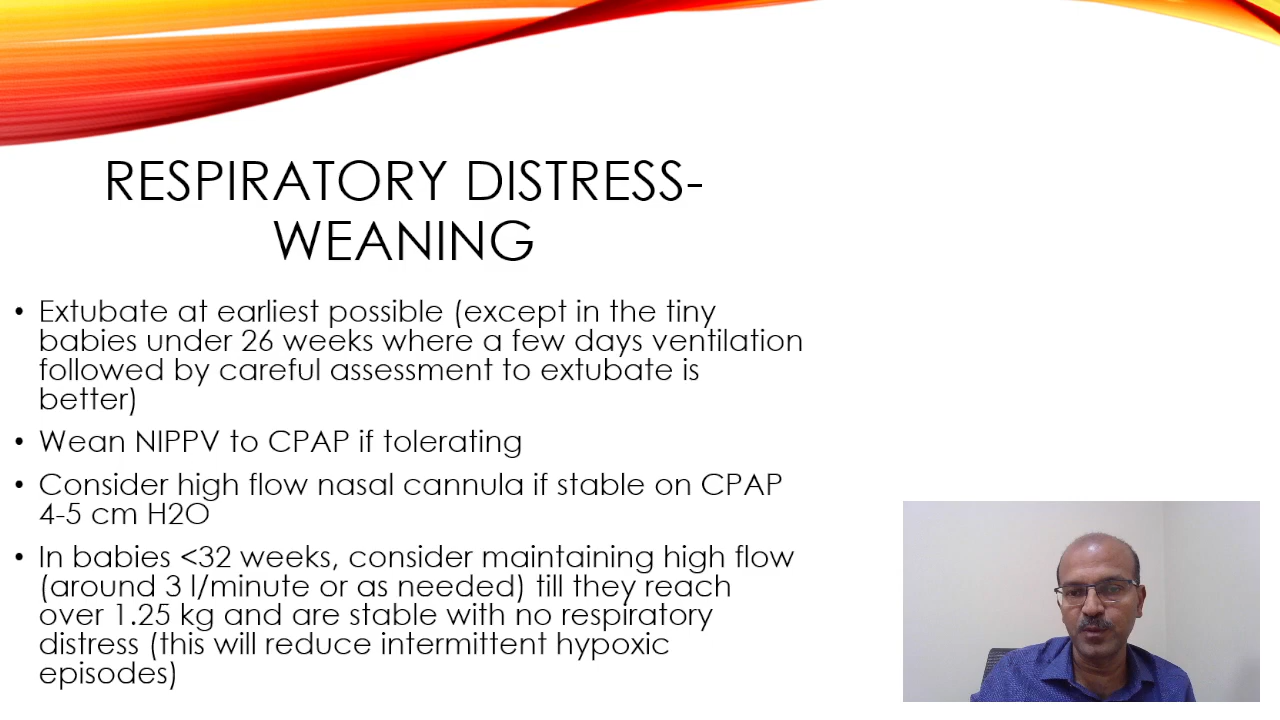 RESPIRATORY DISTRESS-
WEANING
• Extubate at earliest possible (except in the tiny
babies under 26 weeks where a few days ventilation
followed by careful assessment to extubate is
better)
• Wean NIPPV to CPAP if tolerating
• Consider high flow nasal cannula if stable on CPAP
4-5 cm H2O
• In babies <32 weeks, consider maintaining high flow
(around 3 l/minute or as needed) till they reach
over 1.25 kg and are stable with no respiratory
distress (this will reduce intermittent hypoxic
episodes)